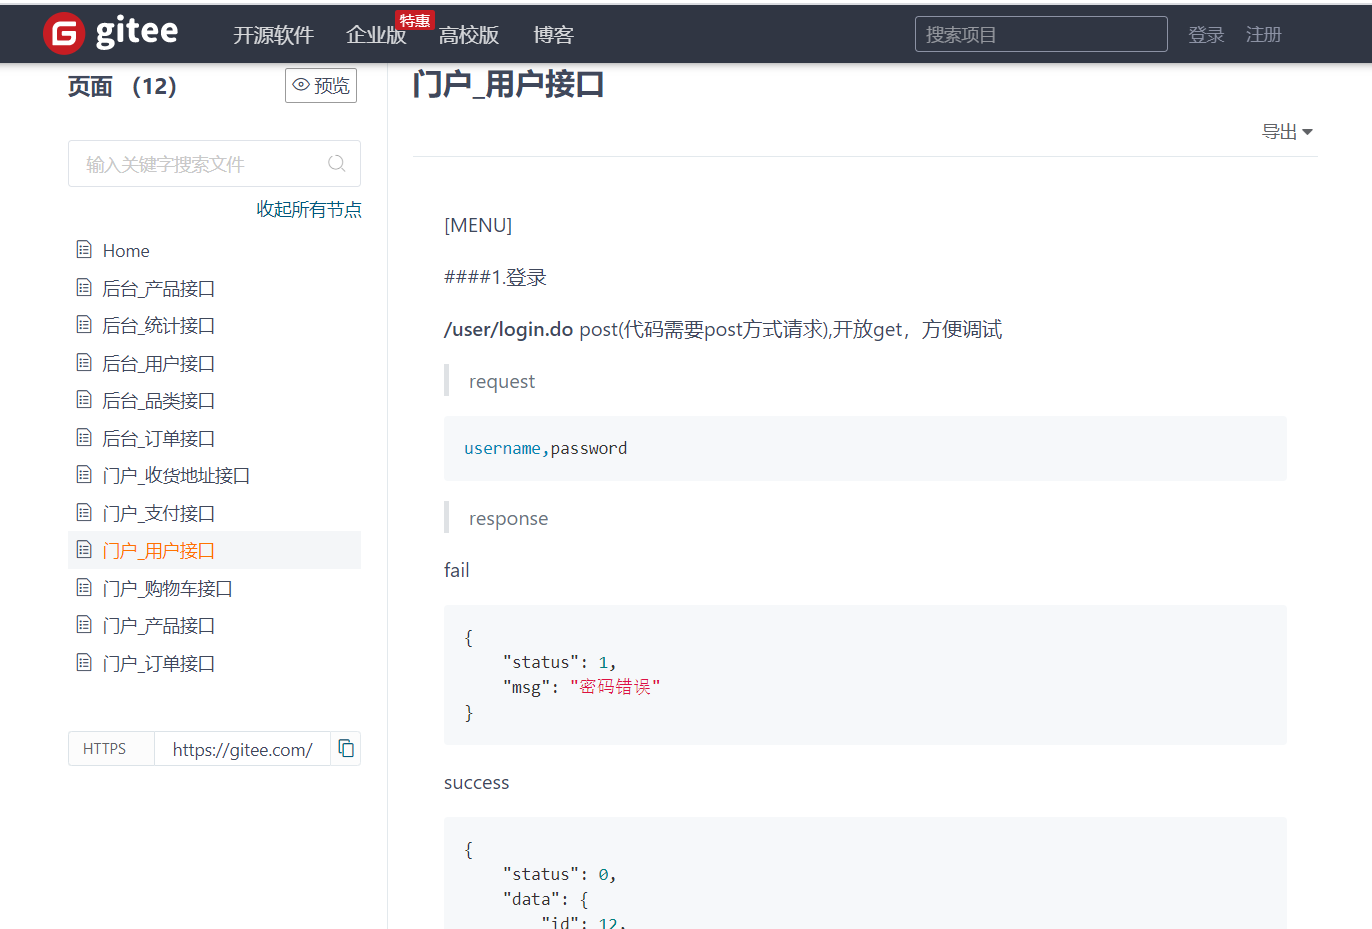 gitee
开源软件
企业版
特惠
高校版
博客
搜索项目
登录
注册
页面 （12）
预览
输入关键字搜索文件
收起所有节点
Home
后台_产品接口
后台_统计接口
后台_用户接口
后台_品类接口
后台_订单接口
门户_收货地址接口
门户_支付接口
门户_用户接口
门户_购物车接口
门户_产品接口
门户_订单接口
HTTPS
https://gitee.com/
门户_用户接口
导出
[MENU]
####1.登录
/user/login.do post(代码需要post方式请求),开放get，方便调试
request
username,password
response
fail
{
"status": 1,
"msg": "密码错误"
}
success
{
"status": 0,
"data": {
"id": 12,